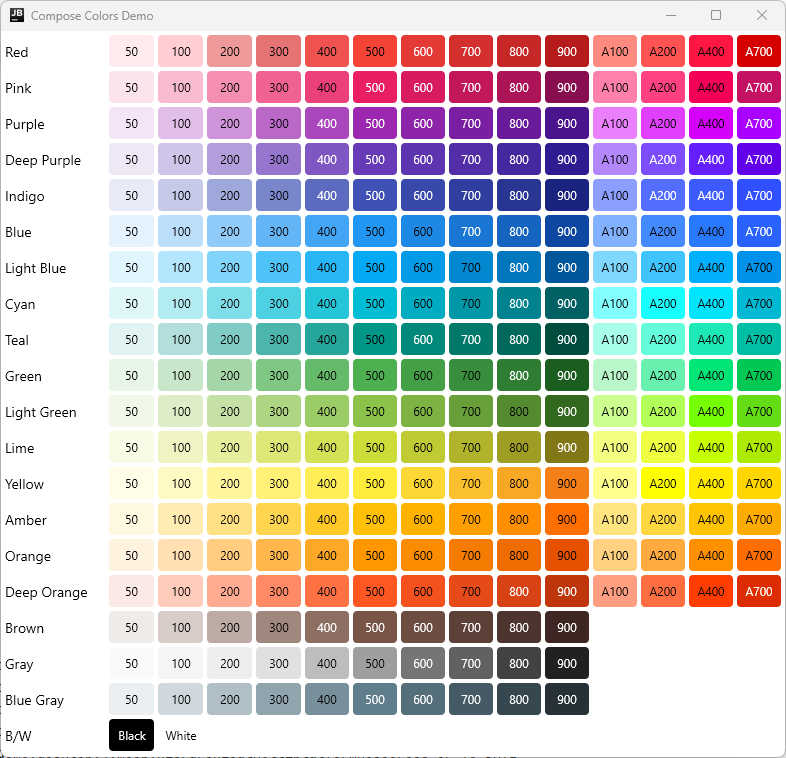 JB Compose Colors Demo
Red 50 100 200 300 400 500 600 700 800 900 A100 A200 A400 A700
Pink 50 100 200 300 400 500 600 700 800 900 A100 A200 A400 A700
Purple 50 100 200 300 400 500 600 700 800 900 A100 A200 A400 A700
Deep Purple 50 100 200 300 400 500 600 700 800 900 A100 A200 A400 A700
Indigo 50 100 200 300 400 500 600 700 800 900 A100 A200 A400 A700
Blue 50 100 200 300 400 500 600 700 800 900 A100 A200 A400 A700
Light Blue 50 100 200 300 400 500 600 700 800 900 A100 A200 A400 A700
Cyan 50 100 200 300 400 500 600 700 800 900 A100 A200 A400 A700
Teal 50 100 200 300 400 500 600 700 800 900 A100 A200 A400 A700
Green 50 100 200 300 400 500 600 700 800 900 A100 A200 A400 A700
Light Green 50 100 200 300 400 500 600 700 800 900 A100 A200 A400 A700
Lime 50 100 200 300 400 500 600 700 800 900 A100 A200 A400 A700
Yellow 50 100 200 300 400 500 600 700 800 900 A100 A200 A400 A700
Amber 50 100 200 300 400 500 600 700 800 900 A100 A200 A400 A700
Orange 50 100 200 300 400 500 600 700 800 900 A100 A200 A400 A700
Deep Orange 50 100 200 300 400 500 600 700 800 900 A100 A200 A400 A700
Brown 50 100 200 300 400 500 600 700 800 900
Gray 50 100 200 300 400 500 600 700 800 900
Blue Gray 50 100 200 300 400 500 600 700 800 900
B/W Black White